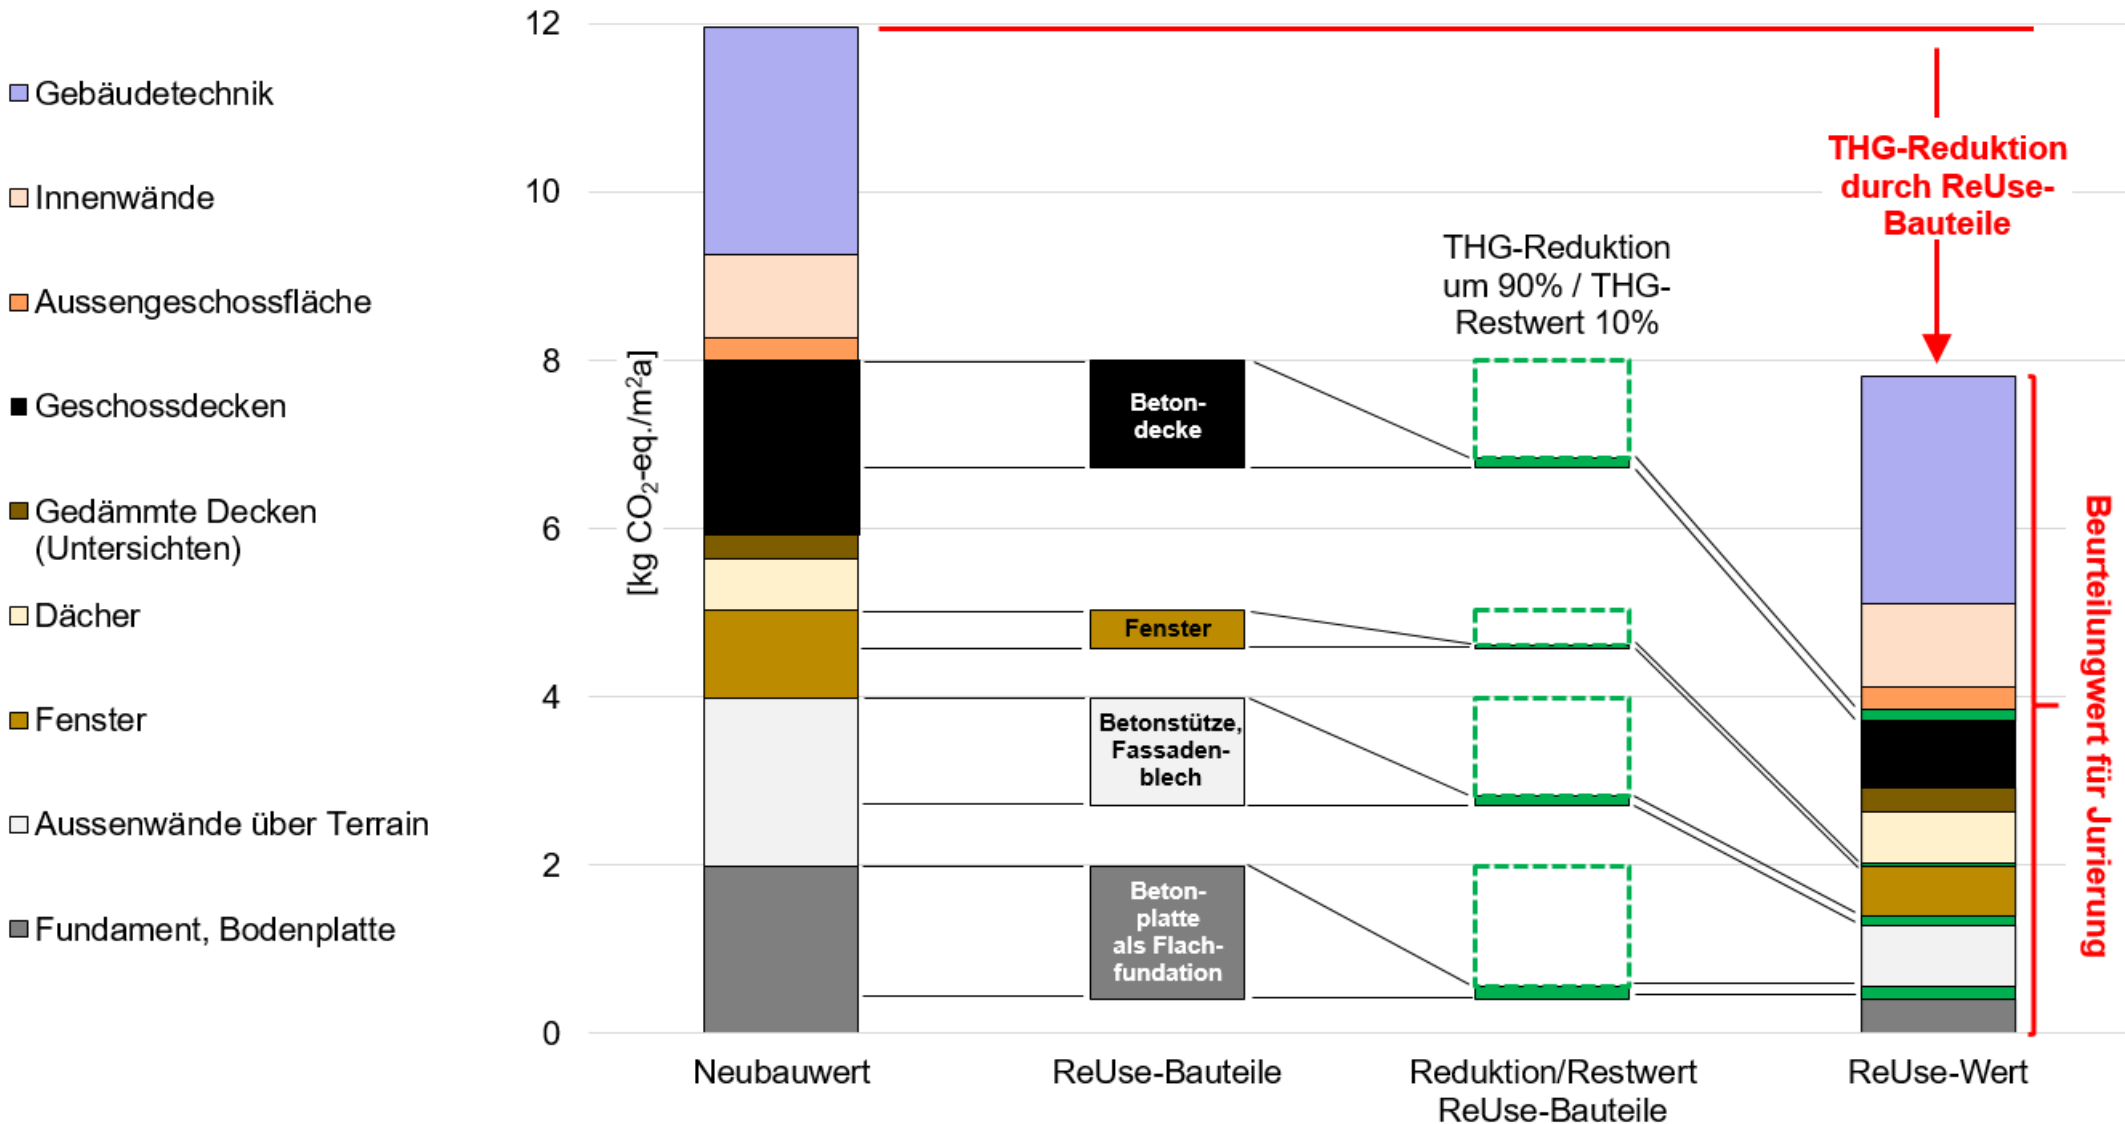 12
10
8
6
4
2
0
[kg CO₂-eq./m²a]
Gebäudetechnik
Innenwände
Aussengeschossfläche
Geschossdecken
Gedämmte Decken
(Untersichten)
Dächer
Fenster
Aussenwände über Terrain
Fundament, Bodenplatte
Beton-
decke
Fenster
Betonstütze,
Fassaden-
blech
Beton-
platte
als Flach-
fundation
THG-Reduktion
um 90% / THG-
Restwert 10%
THG-Reduktion
durch ReUse-
Bauteile
Beurteilungwert für Jurierung
Neubauwert
ReUse-Bauteile
Reduktion/Restwert
ReUse-Bauteile
ReUse-Wert